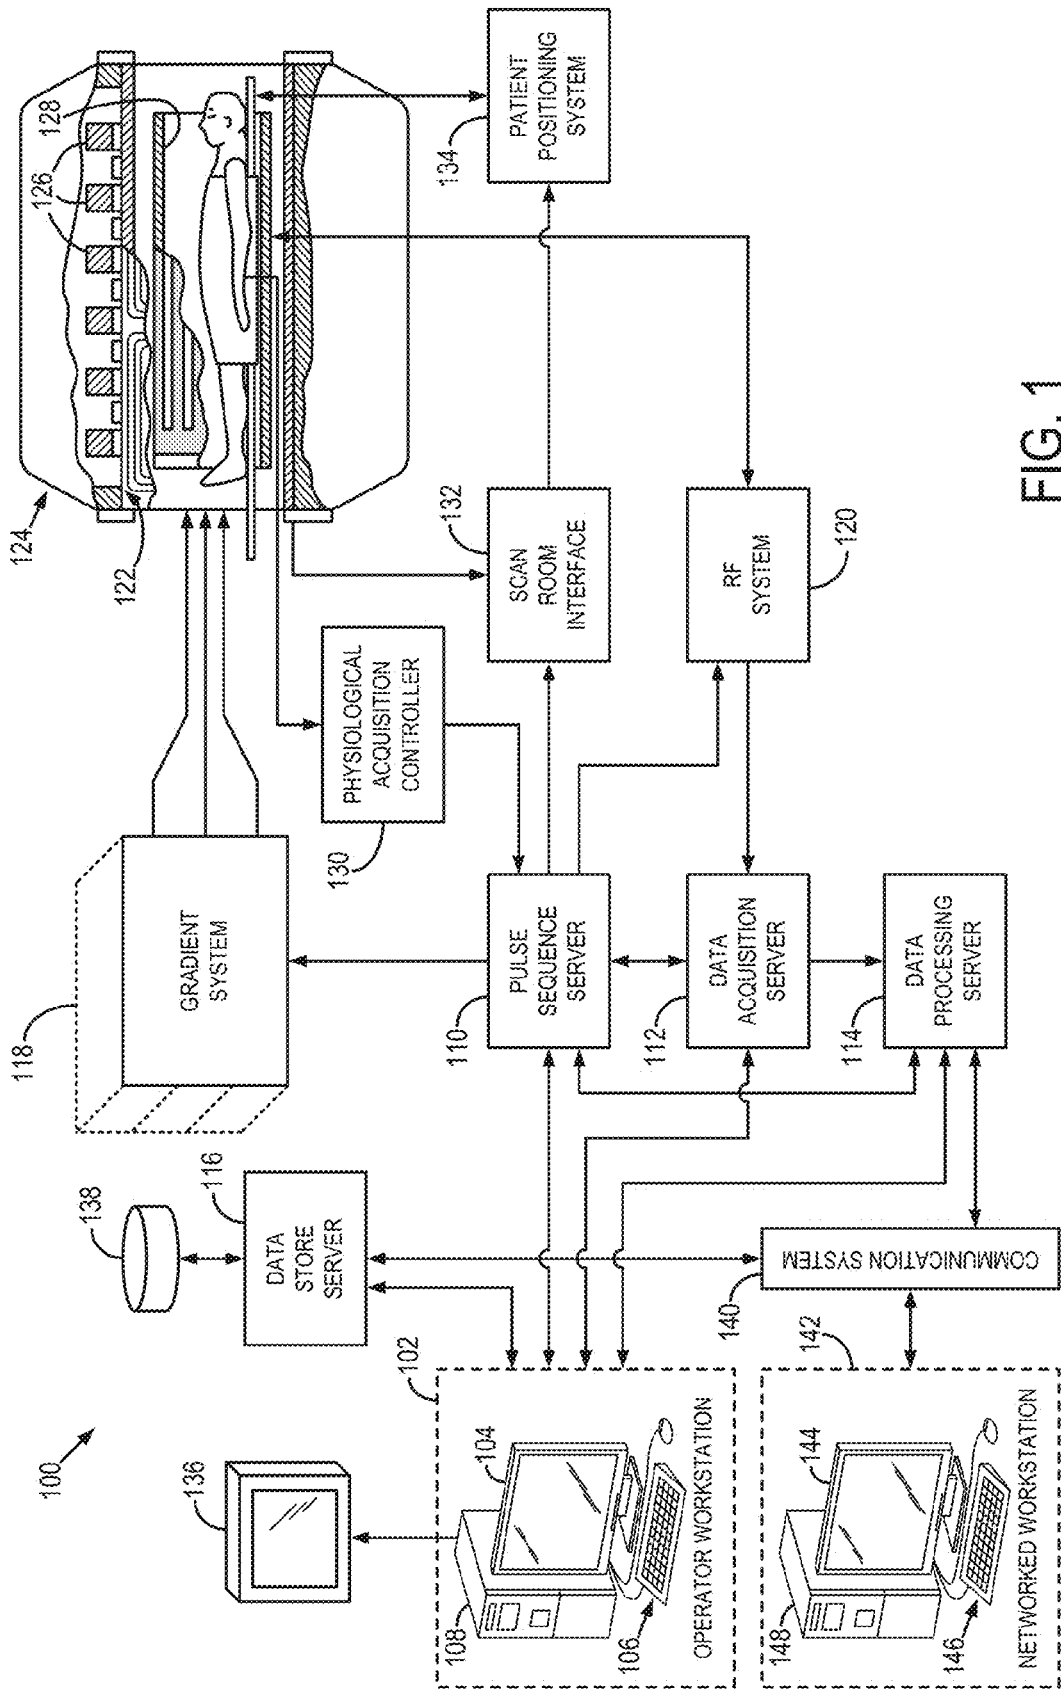 100
136
138
118
124
122
126
128
116
DATA
STORE
SERVER
GRADIENT
SYSTEM
130
PHYSIOLOGICAL
ACQUISITION
CONTROLLER
102
108
104
106
OPERATOR WORKSTATION
110
PULSE
SEQUENCE
SERVER
132
SCAN
ROOM
INTERFACE
134
PATIENT
POSITIONING
SYSTEM
112
DATA
ACQUISITION
SERVER
RF
SYSTEM
120
140
COMMUNICATION SYSTEM
114
DATA
PROCESSING
SERVER
142
148
144
146
NETWORKED WORKSTATION
FIG. 1